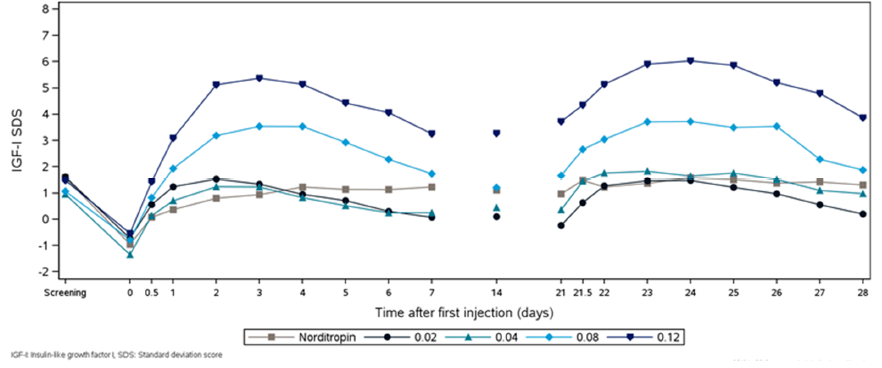 8
7
6
5
4
3
2
1
0
-1
-2
IGF-I SDS
Screening 0 0.5 1 2 3 4 5 6 7 14 21 21.5 22 23 24 25 26 27 28
Time after first injection (days)
Norditropin 0.02 0.04 0.08 0.12
IGF-I: Insulin-like growth factor I, SDS: Standard deviation score